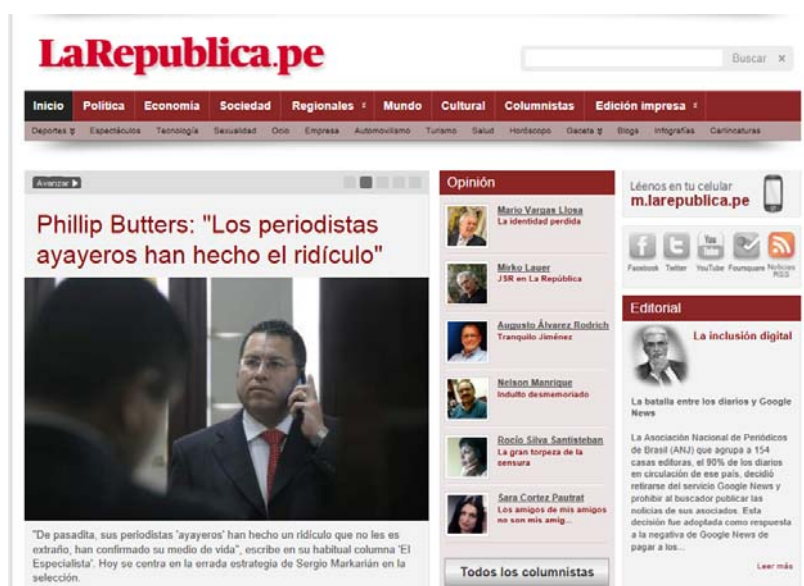 LaRepublica.pe
Buscar ×
Inicio Política Economía Sociedad Regionales Mundo Cultural Columnistas Edición impresa
Deportes Espectáculos Tecnología Sexualidad Ocio Empresa Automovilismo Turismo Salud Horóscopo Gaceta Blogs Infografías Carlincaturas
Avanzar
Phillip Butters: "Los periodistas
ayayeros han hecho el ridículo"
"De pasadita, sus periodistas 'ayayeros' han hecho un ridículo que no les es
extraño, han confirmado su medio de vida", escribe en su habitual columna 'El
Especialista'. Hoy se centra en la errada estrategia de Sergio Markarián en la
selección.
Opinión
Mario Vargas Llosa
La identidad perdida
Mirko Lauer
JSR en La República
Augusto Álvarez Rodrich
Tranquilo Jiménez
Nelson Manrique
Indulto desmemoriado
Rocío Silva Santisteban
La gran torpeza de la
censura
Sara Cortez Pautrat
Los amigos de mis amigos
no son mis amig...
Todos los columnistas
Léenos en tu celular
m.larepublica.pe
You
Tube
Facebook Twitter YouTube Foursquare Noticias
RSS
Editorial
La inclusión digital
La batalla entre los diarios y Google
News
La Asociación Nacional de Periódicos
de Brasil (ANJ) que agrupa a 154
casas editoras, el 90% de los diarios
en circulación de ese país, decidió
retirarse del servicio Google News y
prohibir al buscador publicar las
noticias de sus asociados. Esta
decisión fue adoptada como respuesta
a la negativa de Google News de
pagar a los...
Leer más